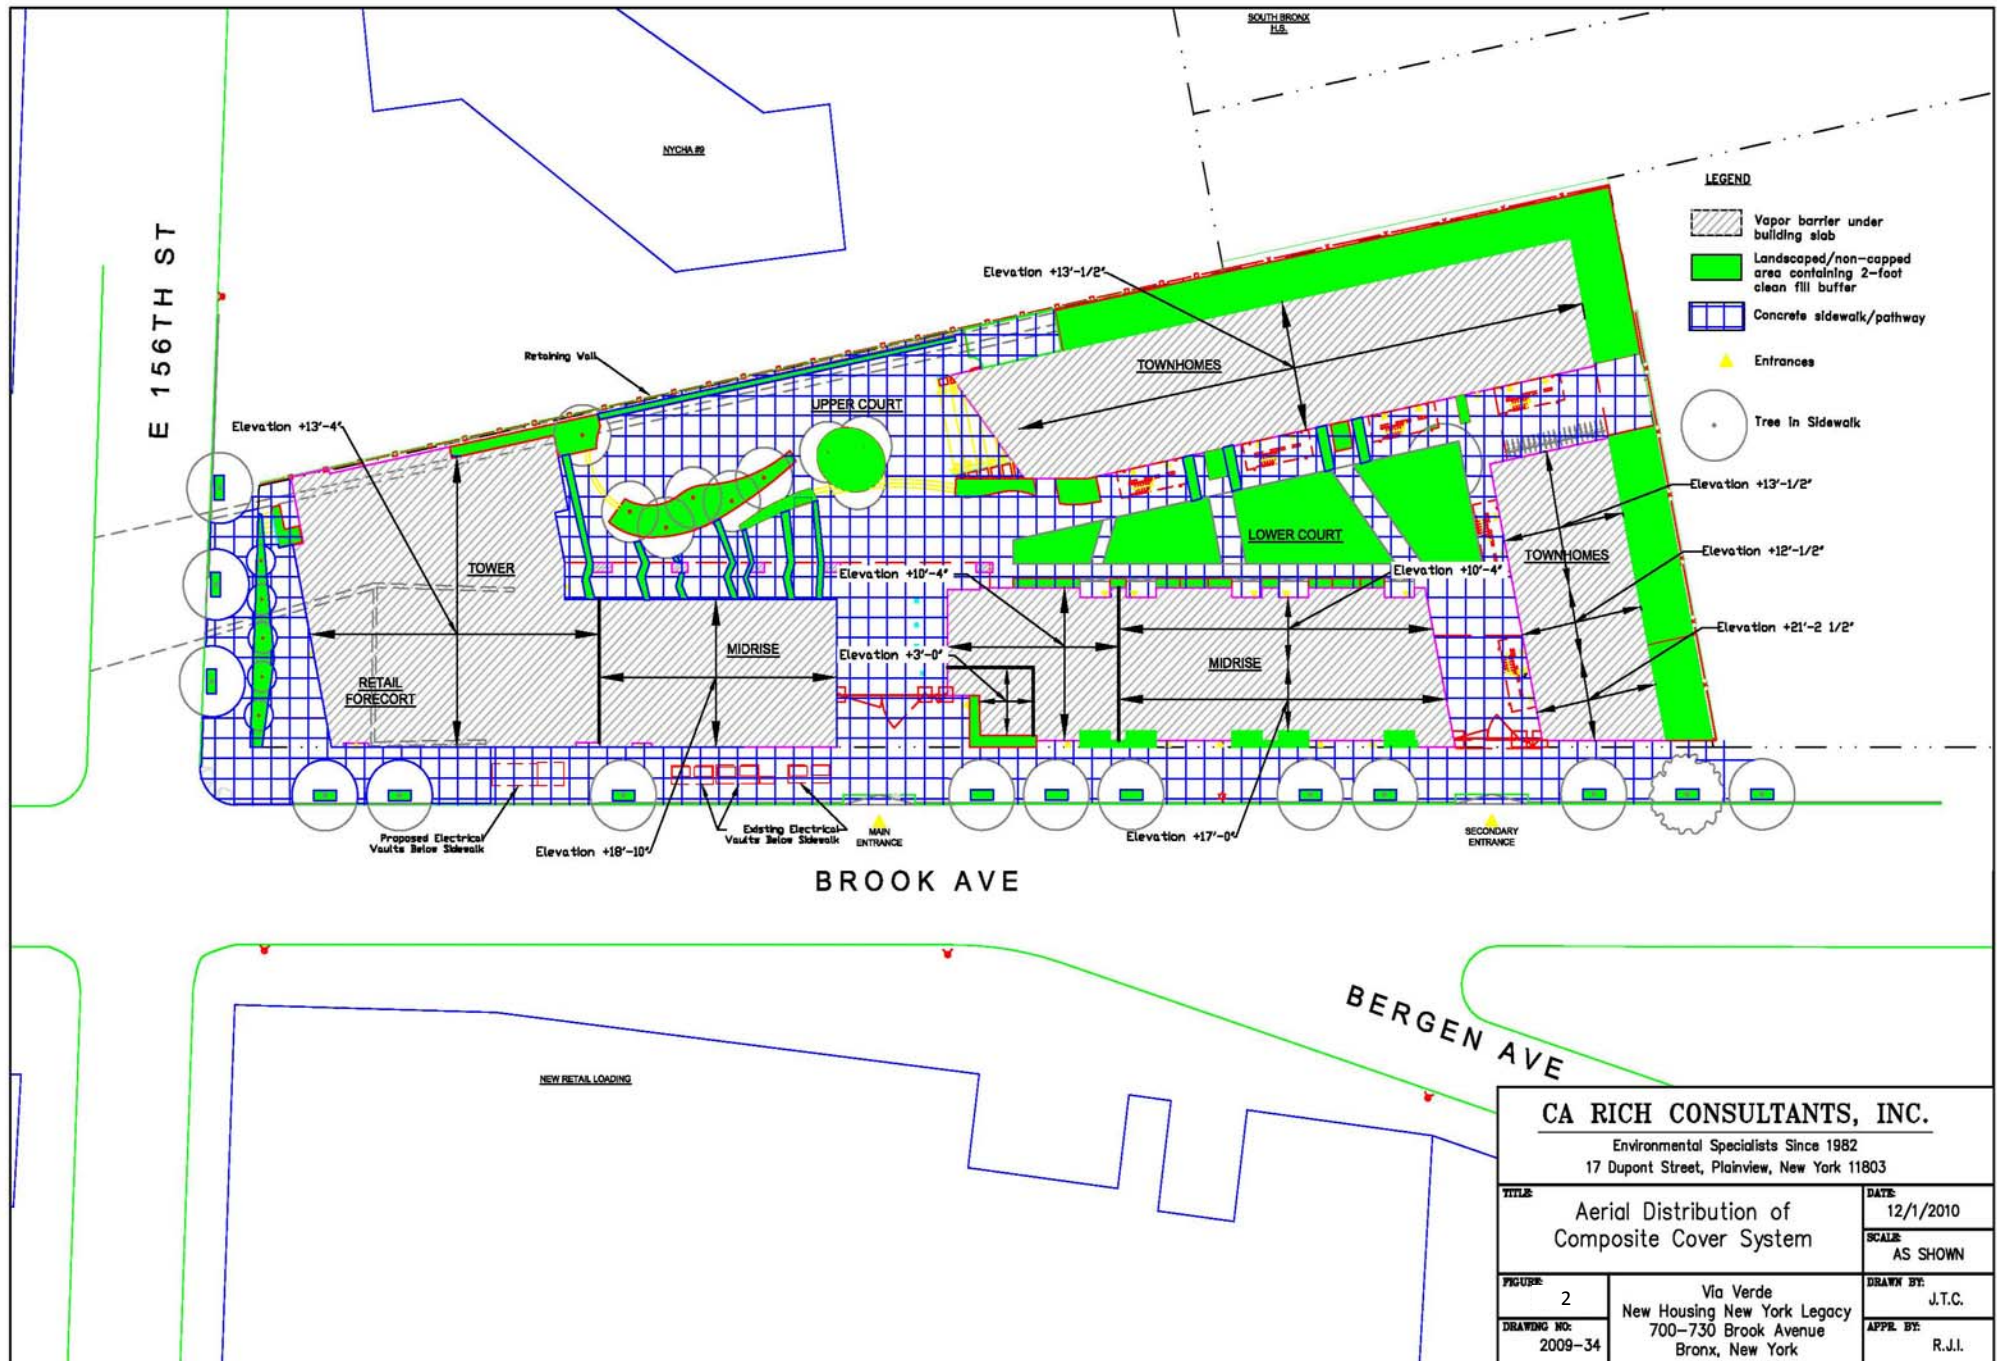 SOUTH BRONX
H.S.
NYCHA #9
E 156TH ST
LEGEND
Vapor barrier under
building slab
Landscaped/non-capped
area containing 2-foot
clean fill buffer
Concrete sidewalk/pathway
Entrances
Tree in Sidewalk
Elevation +13'-1/2"
Retaining Wall
TOWNHOMES
UPPER COURT
Elevation +13'-4"
Elevation +13'-1/2"
LOWER COURT
TOWNHOMES
Elevation +12'-1/2"
TOWER
Elevation +10'-4"
Elevation +10'-4"
Elevation +21'-2 1/2"
MIDRISE
Elevation +3'-0"
MIDRISE
RETAIL
FORECORT
Proposed Electrical
Vaults Below Sidewalk
Elevation +18'-10"
Existing Electrical
Vaults Below Sidewalk
MAIN
ENTRANCE
Elevation +17'-0"
SECONDARY
ENTRANCE
BROOK AVE
BERGEN AVE
NEW RETAIL LOADING
CA RICH CONSULTANTS, INC.
Environmental Specialists Since 1982
17 Dupont Street, Plainview, New York 11803
TITLE:
Aerial Distribution of
Composite Cover System
DATE:
12/1/2010
SCALE:
AS SHOWN
FIGURE:
2
DRAWING NO:
2009-34
Via Verde
New Housing New York Legacy
700-730 Brook Avenue
Bronx, New York
DRAWN BY:
J.T.C.
APPR. BY:
R.J.I.